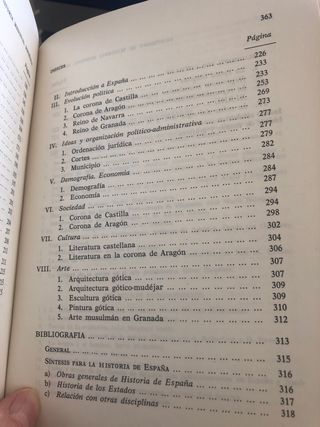 INDICES 363
Página
II. Introducción a España ... 226
III. Evolución política ... 233
1. La corona de Castilla ... 233
2. Corona de Aragón ... 253
3. Reino de Navarra ... 269
4. Reino de Granada ... 273
IV. Ideas y organización político-administrativa ... 277
1. Ordenación jurídica ... 277
2. Cortes ... 279
3. Municipio ... 282
V. Demografía. Economía ... 284
1. Demografía ... 284
2. Economía ... 287
VI. Sociedad ... 294
1. Corona de Castilla ... 294
2. Corona de Aragón ... 298
VII. Cultura ... 302
1. Literatura castellana ... 304
2. Literatura en la corona de Aragón ... 306
VIII. Arte ... 307
1. Arquitectura gótica ... 307
2. Arquitectura gótico-mudéjar ... 309
3. Escultura gótica ... 309
4. Pintura gótica ... 310
5. Arte musulmán en Granada ... 312
BIBLIOGRAFIA ... 313
GENERAL ... 315
SÍNTESIS PARA LA HISTORIA DE ESPAÑA ... 316
a) Obras generales de Historia de España ... 316
b) Historia de los Estados ... 317
c) Relación con otras disciplinas ... 318